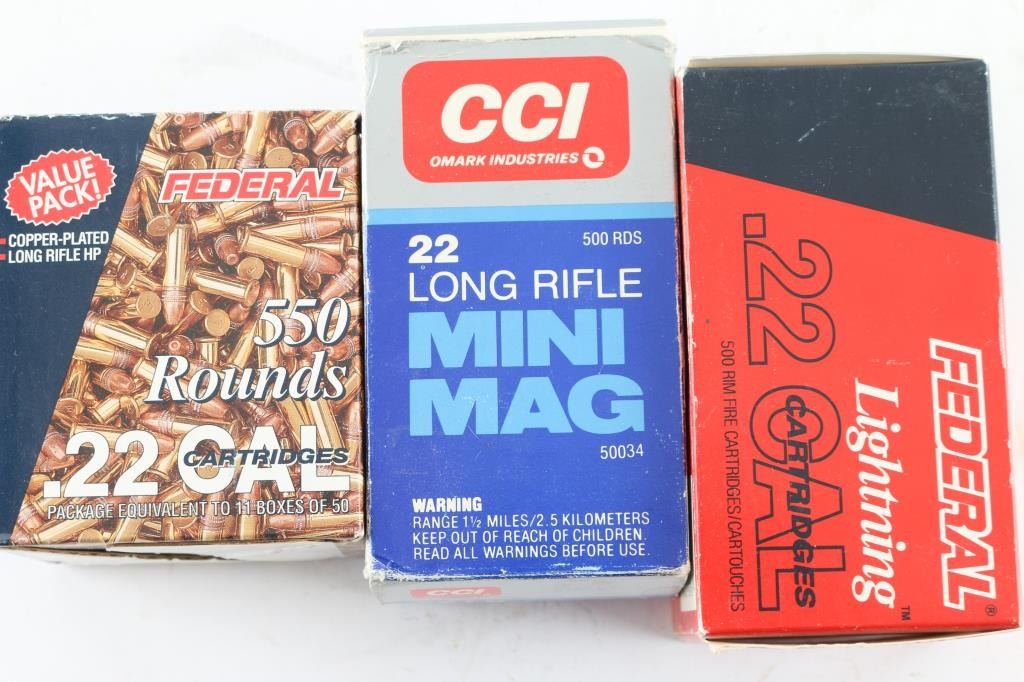 VALUE
PACK!
COPPER-PLATED
LONG RIFLE HP
FEDERAL®
550
Rounds
.22 CAL
CARTRIDGES
PACKAGE EQUIVALENT TO 11 BOXES OF 50
CCI
OMARK INDUSTRIES
22
500 RDS
LONG RIFLE
MINI
MAG
50034
WARNING
RANGE 1½ MILES/2.5 KILOMETERS
KEEP OUT OF REACH OF CHILDREN.
READ ALL WARNINGS BEFORE USE.
CCI
FEDERAL®
Lightning™
.22 CAL
CARTRIDGES
500 RIM FIRE CARTRIDGES/CARTOUCHES